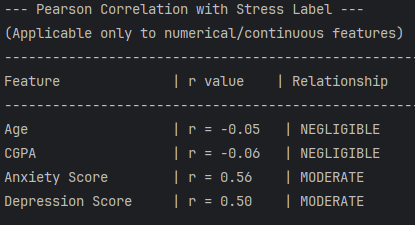 --- Pearson Correlation with Stress Label ---
(Applicable only to numerical/continuous features)
--------------------------------------------------
Feature | r value | Relationship
--------------------------------------------------
Age | r = -0.05 | NEGLIGIBLE
CGPA | r = -0.06 | NEGLIGIBLE
Anxiety Score | r = 0.56 | MODERATE
Depression Score | r = 0.50 | MODERATE